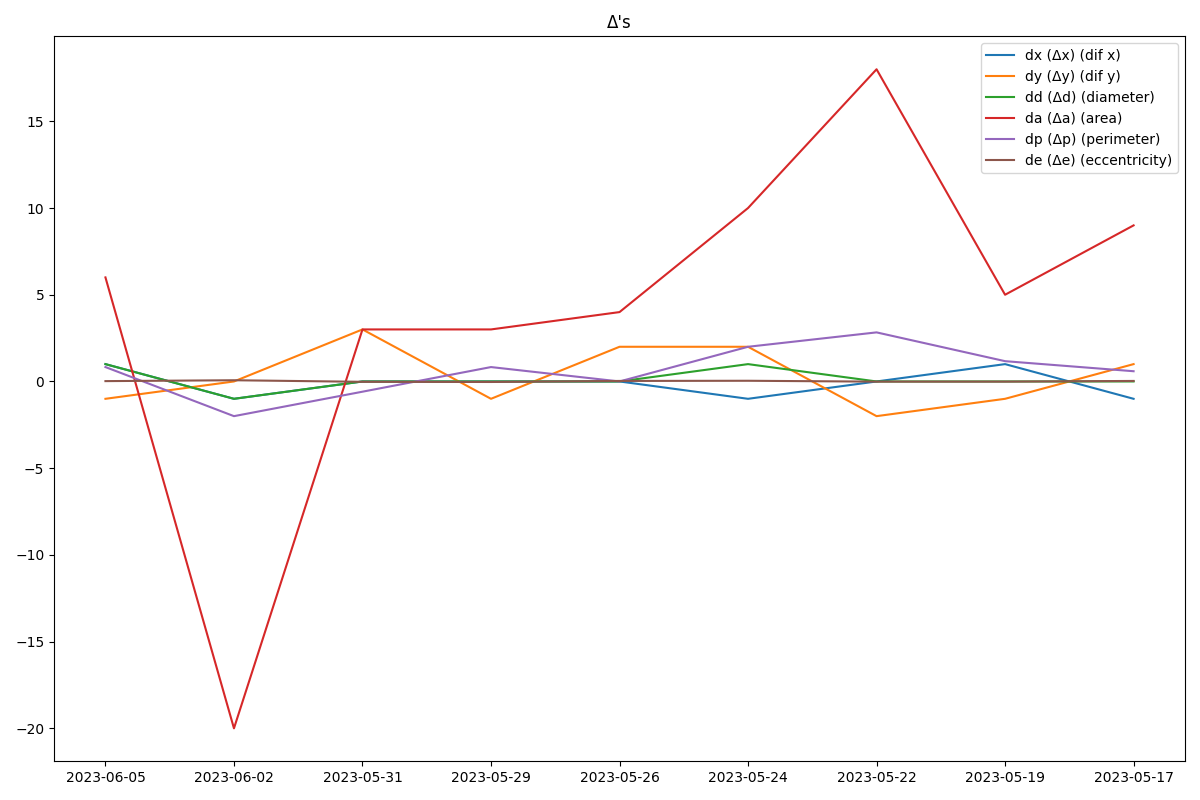 Δ's
dx (Δx) (dif x)
dy (Δy) (dif y)
dd (Δd) (diameter)
da (Δa) (area)
dp (Δp) (perimeter)
de (Δe) (eccentricity)
15
10
5
0
−5
−10
−15
−20
2023-06-05 2023-06-02 2023-05-31 2023-05-29 2023-05-26 2023-05-24 2023-05-22 2023-05-19 2023-05-17